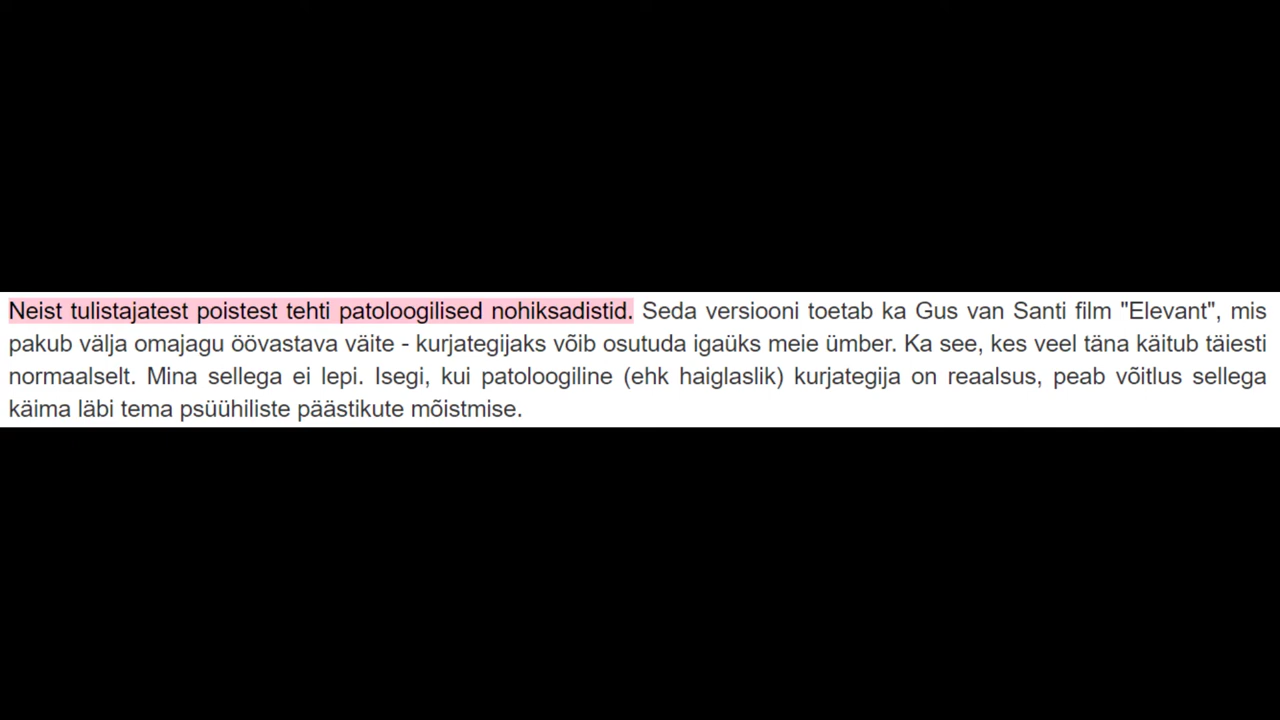 Neist tulistajatest poistest tehti patoloogilised nohiksadistid. Seda versiooni toetab ka Gus van Santi film "Elevant", mis
pakub välja omajagu öövastava väite - kurjategijaks võib osutuda igaüks meie ümber. Ka see, kes veel täna käitub täiesti
normaalselt. Mina sellega ei lepi. Isegi, kui patoloogiline (ehk haiglaslik) kurjategija on reaalsus, peab võitlus sellega
käima läbi tema psüühiliste päästikute mõistmise.